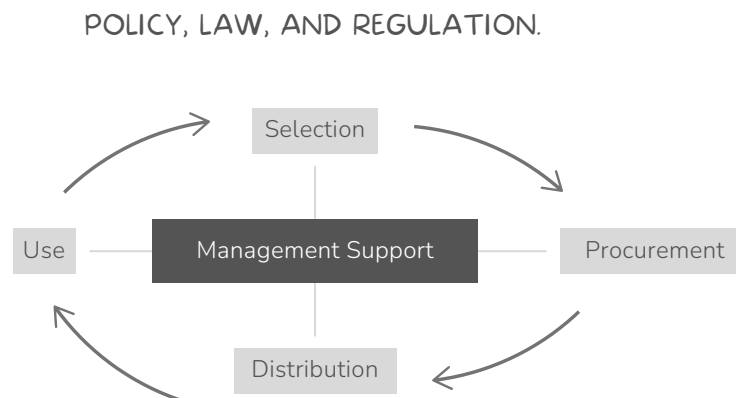 POLICY, LAW, AND REGULATION.
Selection
Use
Management Support
Procurement
Distribution